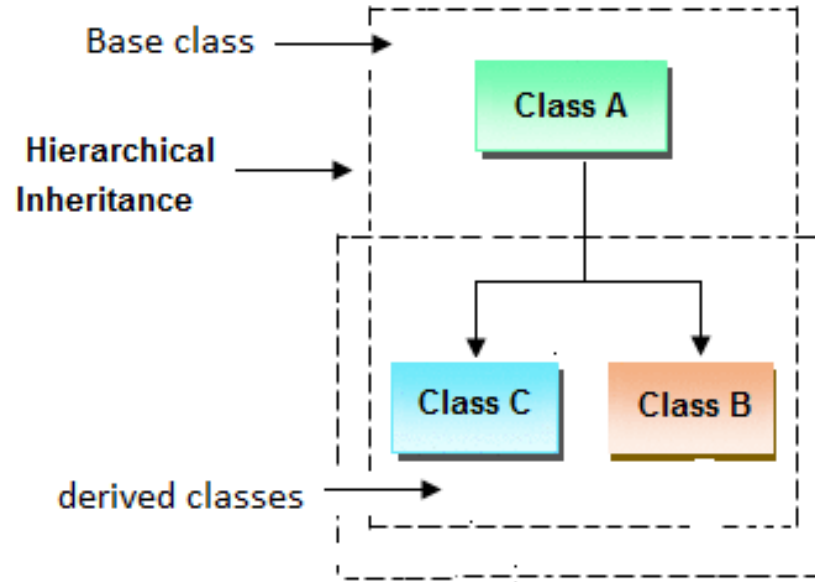 Base class
Class A
Hierarchical
Inheritance
Class C
Class B
derived classes